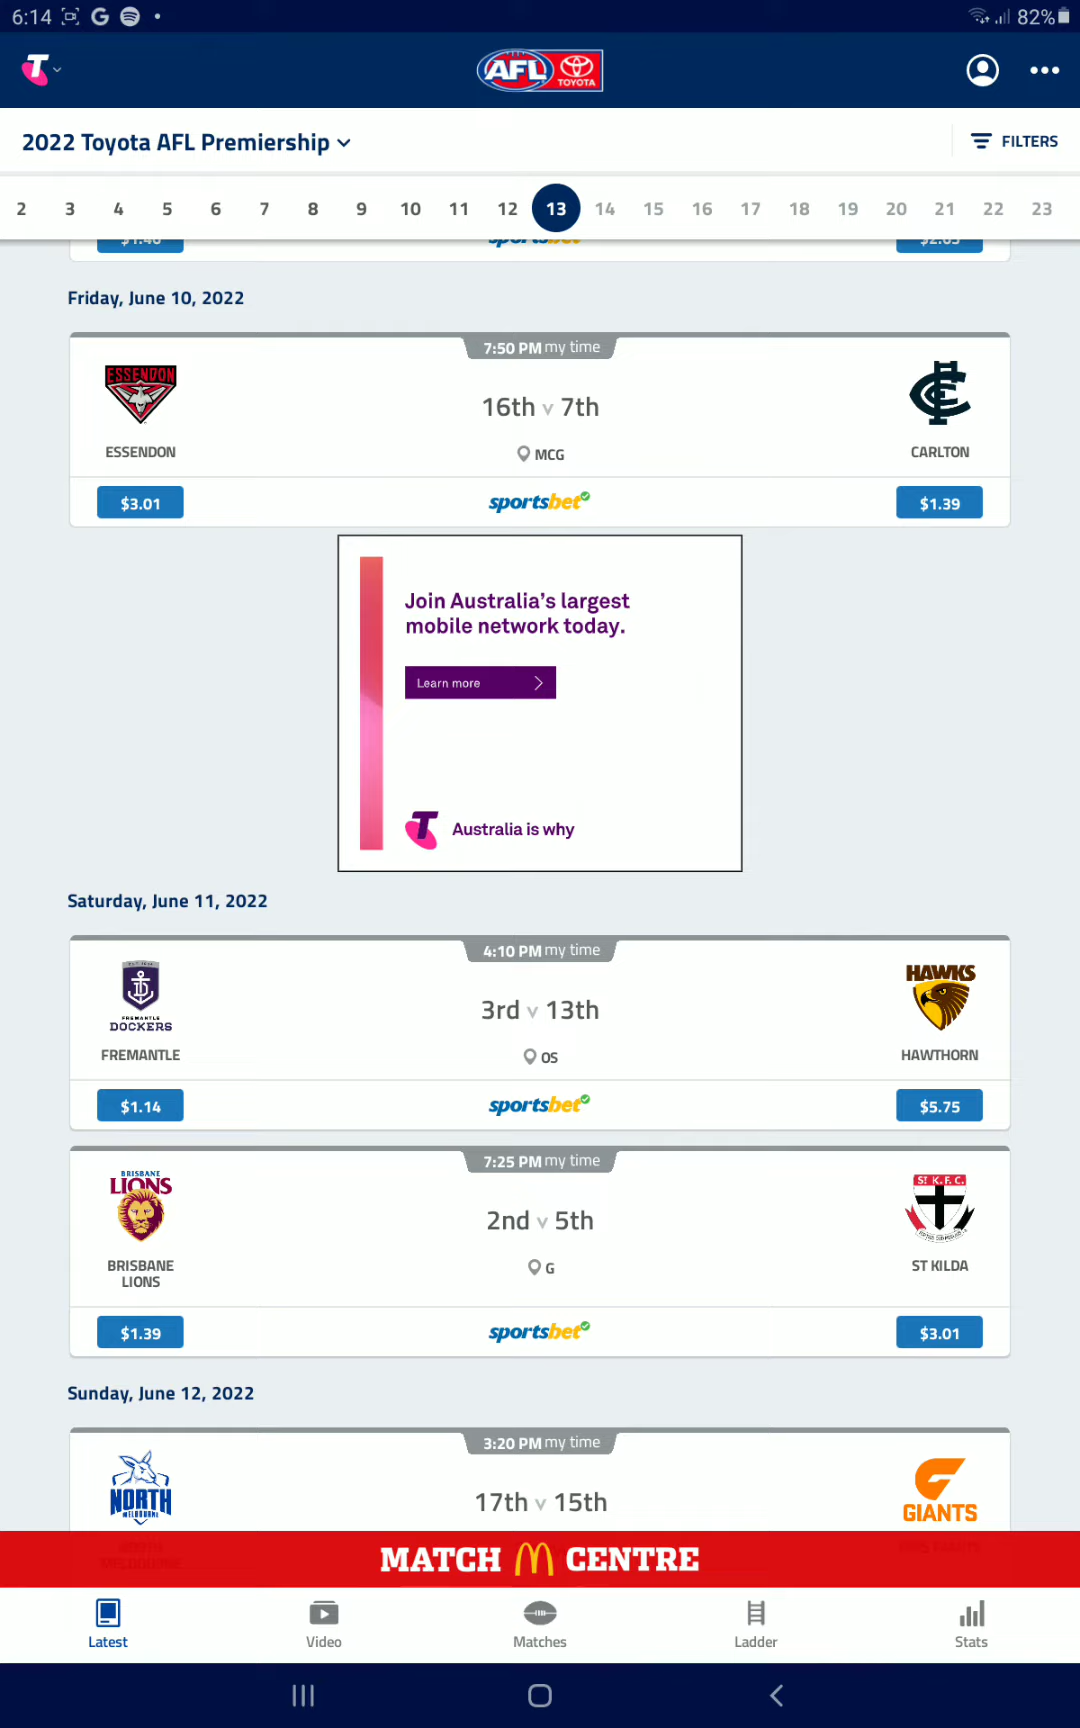 6:14
82%
T
AFL TOYOTA
2022 Toyota AFL Premiership
FILTERS
2 3 4 5 6 7 8 9 10 11 12 13 14 15 16 17 18 19 20 21 22 23
sportsbet
Friday, June 10, 2022
7:50 PM my time
ESSENDON
16th v 7th
ESSENDON
MCG
CARLTON
$3.01
sportsbet
$1.39
Join Australia's largest
mobile network today.
Learn more
T Australia is why
Saturday, June 11, 2022
4:10 PM my time
FREMANTLE
DOCKERS
3rd v 13th
HAWKS
FREMANTLE
OS
HAWTHORN
$1.14
sportsbet
$5.75
7:25 PM my time
BRISBANE
LIONS
2nd v 5th
ST K.F.C.
BRISBANE
LIONS
G
ST KILDA
$1.39
sportsbet
$3.01
Sunday, June 12, 2022
3:20 PM my time
NORTH
MELBOURNE
17th v 15th
GIANTS
MATCH M CENTRE
Latest
Video
Matches
Ladder
Stats